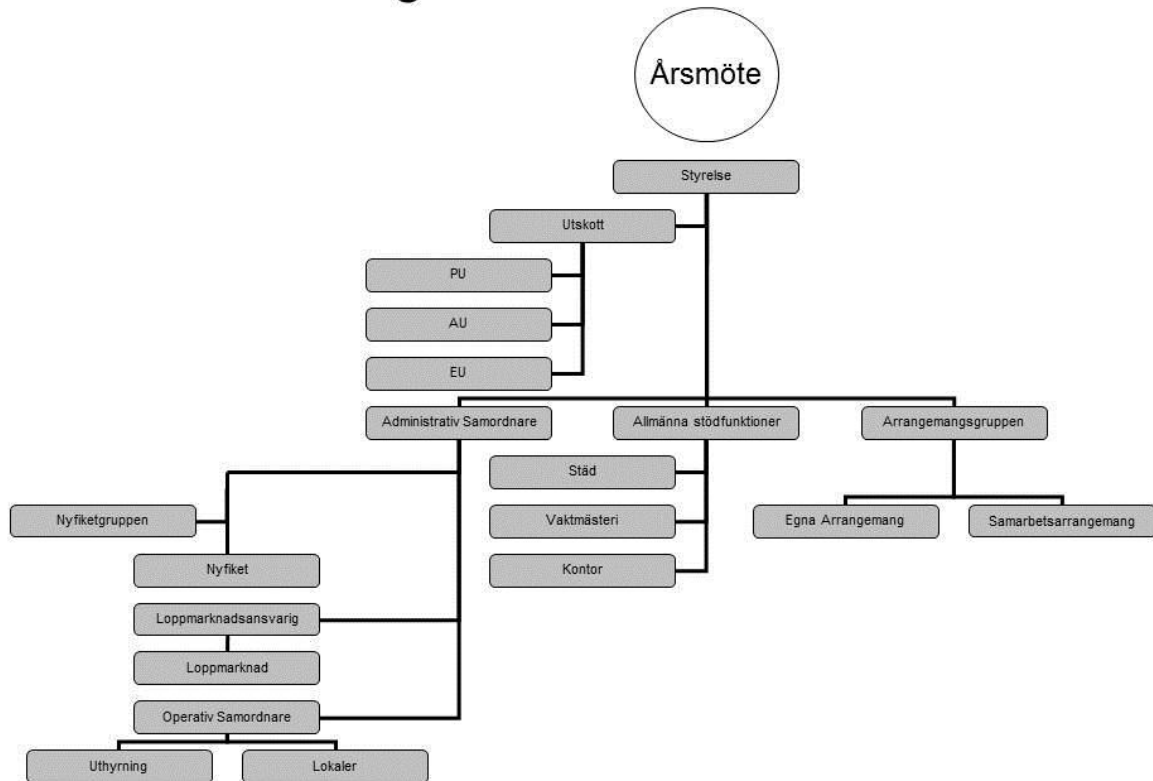 Årsmöte
Styrelse
Utskott
PU
AU
EU
Administrativ Samordnare
Allmänna stödfunktioner
Arrangemangsgruppen
Städ
Vaktmästeri
Kontor
Egna Arrangemang
Samarbetsarrangemang
Nyfiketgruppen
Nyfiket
Loppmarknadsansvarig
Loppmarknad
Operativ Samordnare
Uthyrning
Lokaler